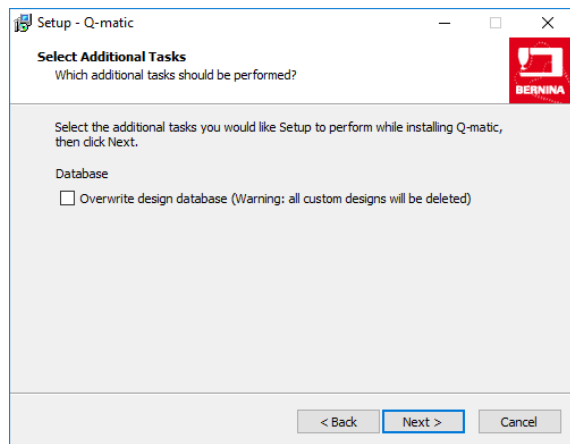 Setup - Q-matic
Select Additional Tasks
Which additional tasks should be performed?
BERNINA
Select the additional tasks you would like Setup to perform while installing Q-matic,
then click Next.
Database
Overwrite design database (Warning: all custom designs will be deleted)
< Back
Next >
Cancel